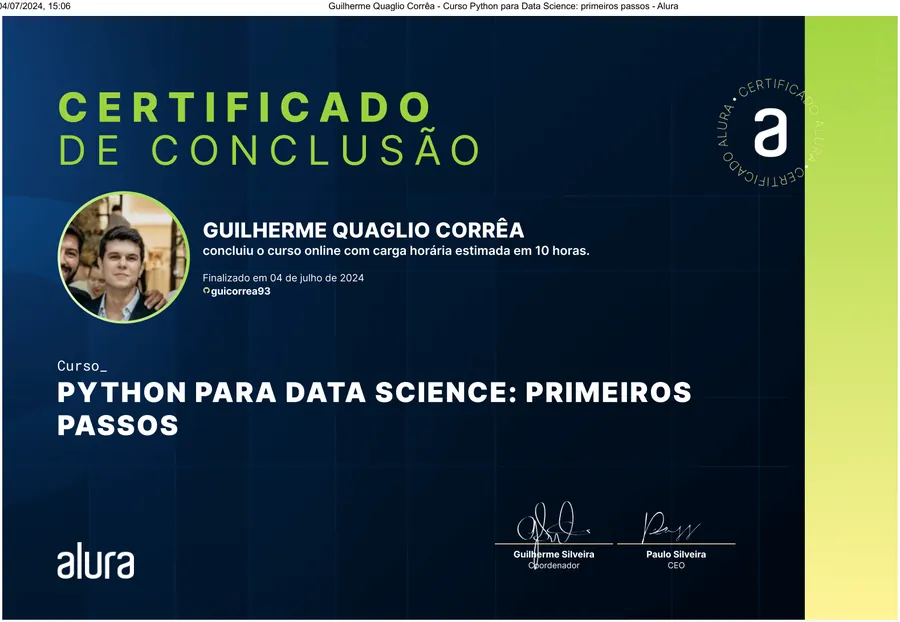 04/07/2024, 15:06
Guilherme Quaglio Corrêa - Curso Python para Data Science: primeiros passos - Alura
CERTIFICADO
DE CONCLUSÃO
CERTIFICADO ALURA • CERTIFICADO ALURA •
a
GUILHERME QUAGLIO CORRÊA
concluiu o curso online com carga horária estimada em 10 horas.
Finalizado em 04 de julho de 2024
guicorrea93
Curso_
PYTHON PARA DATA SCIENCE: PRIMEIROS
PASSOS
alura
Guilherme Silveira
Coordenador
Paulo Silveira
CEO